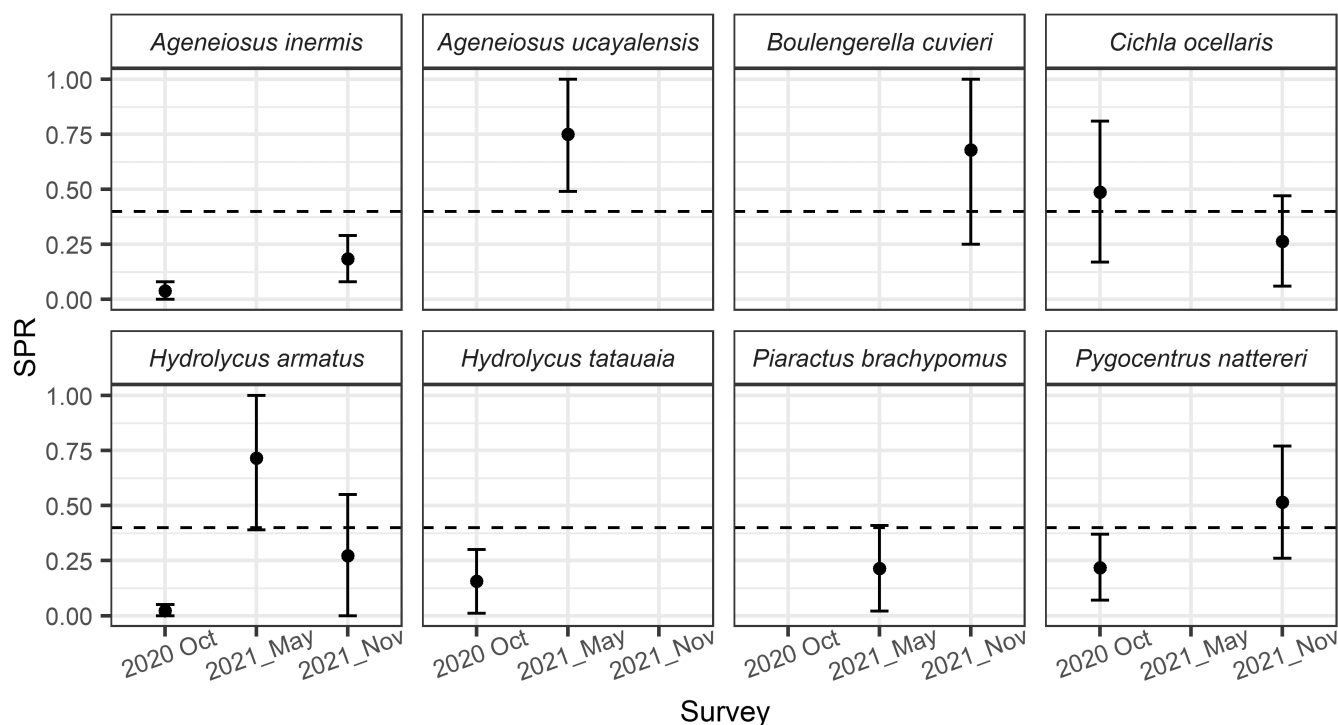 Ageneiosus inermis Ageneiosus ucayalensis Boulengerella cuvieri Cichla ocellaris
1.00
0.75
0.50
0.25
0.00
SPR
Hydrolycus armatus Hydrolycus tatauaia Piaractus brachypomus Pygocentrus nattereri
1.00
0.75
0.50
0.25
0.00
2020 Oct 2021_May 2021_Nov 2020 Oct 2021_May 2021_Nov 2020 Oct 2021_May 2021_Nov 2020 Oct 2021_May 2021_Nov
Survey